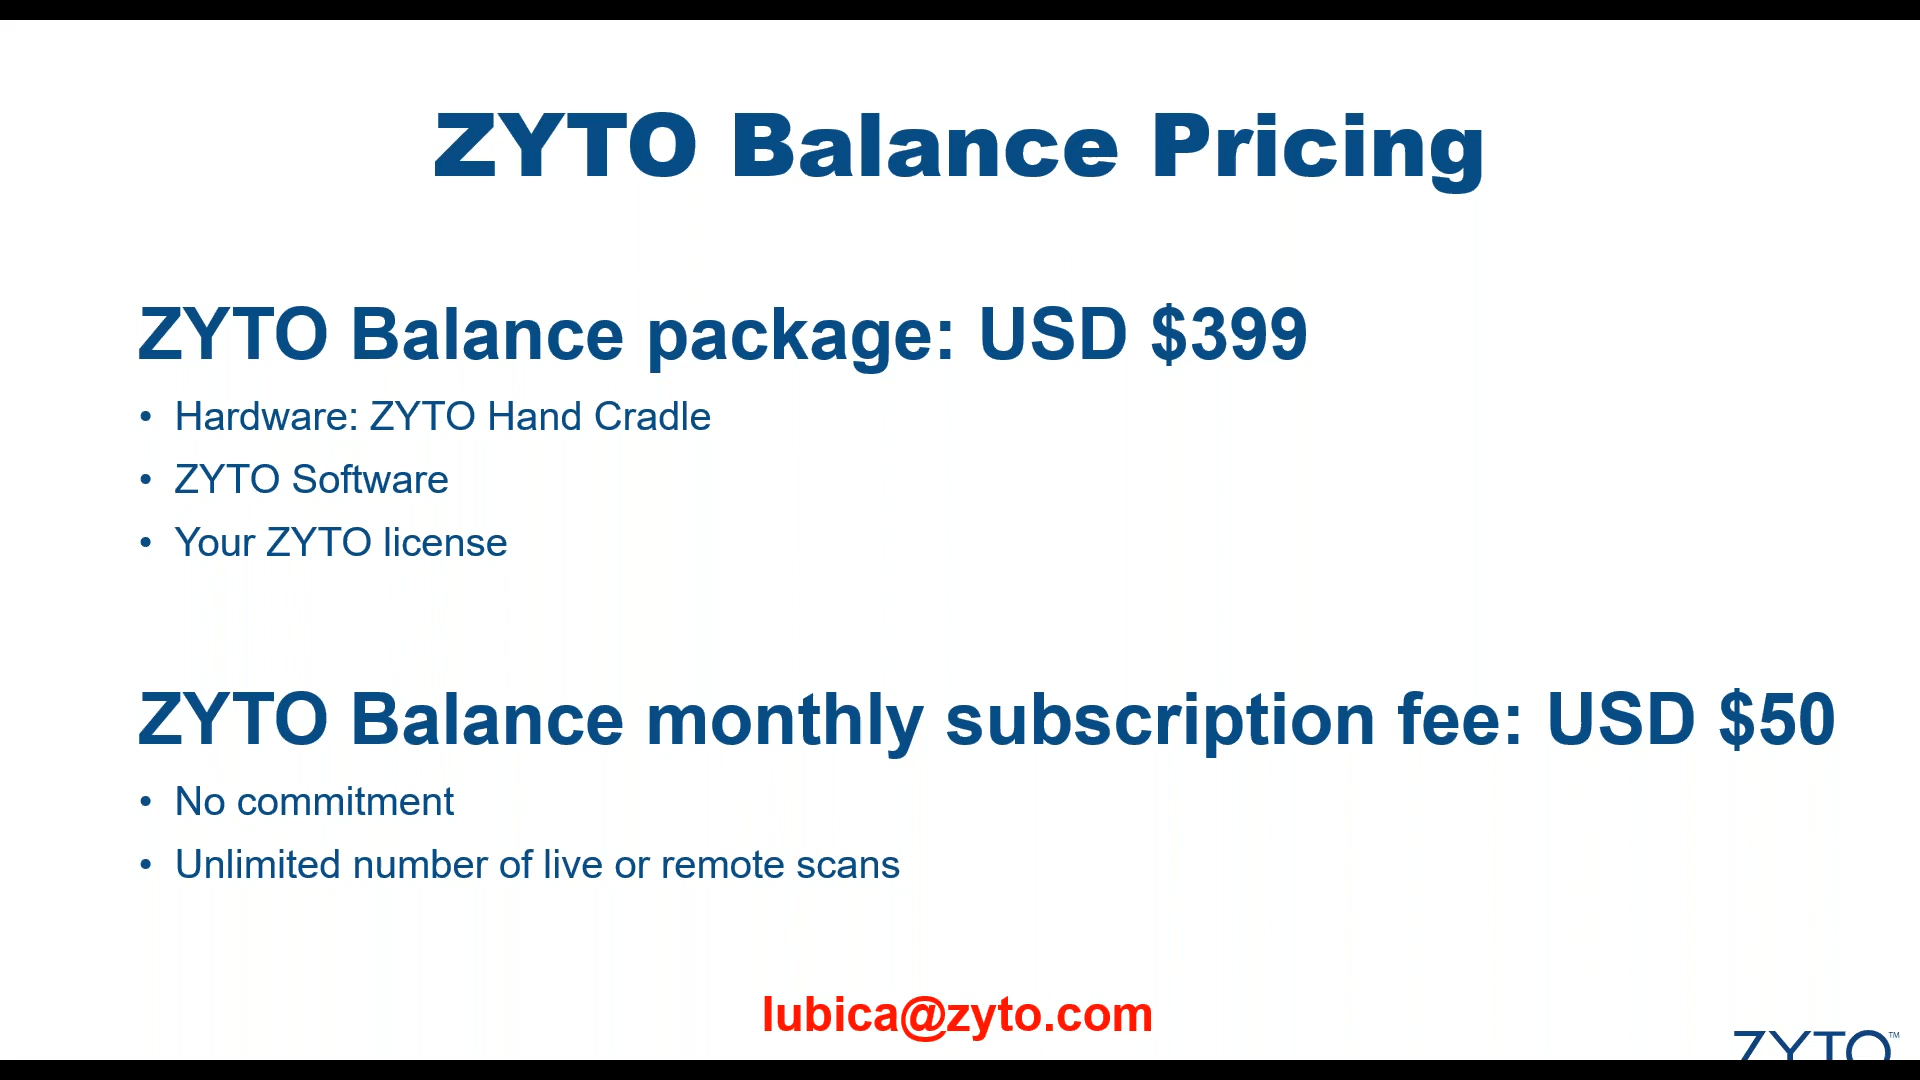 ZYTO Balance Pricing
ZYTO Balance package: USD $399
• Hardware: ZYTO Hand Cradle
• ZYTO Software
• Your ZYTO license
ZYTO Balance monthly subscription fee: USD $50
• No commitment
• Unlimited number of live or remote scans
lubica@zyto.com
ZYTO™